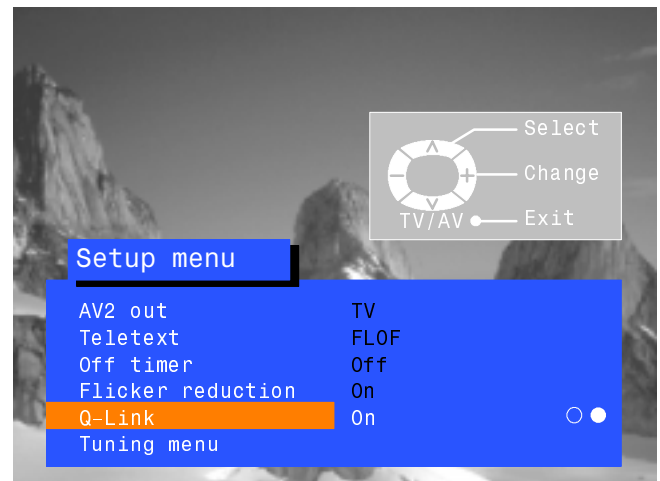 Select
Change
TV/AV Exit
Setup menu
AV2 out TV
Teletext FLOF
Off timer Off
Flicker reduction On
Q–Link On
Tuning menu